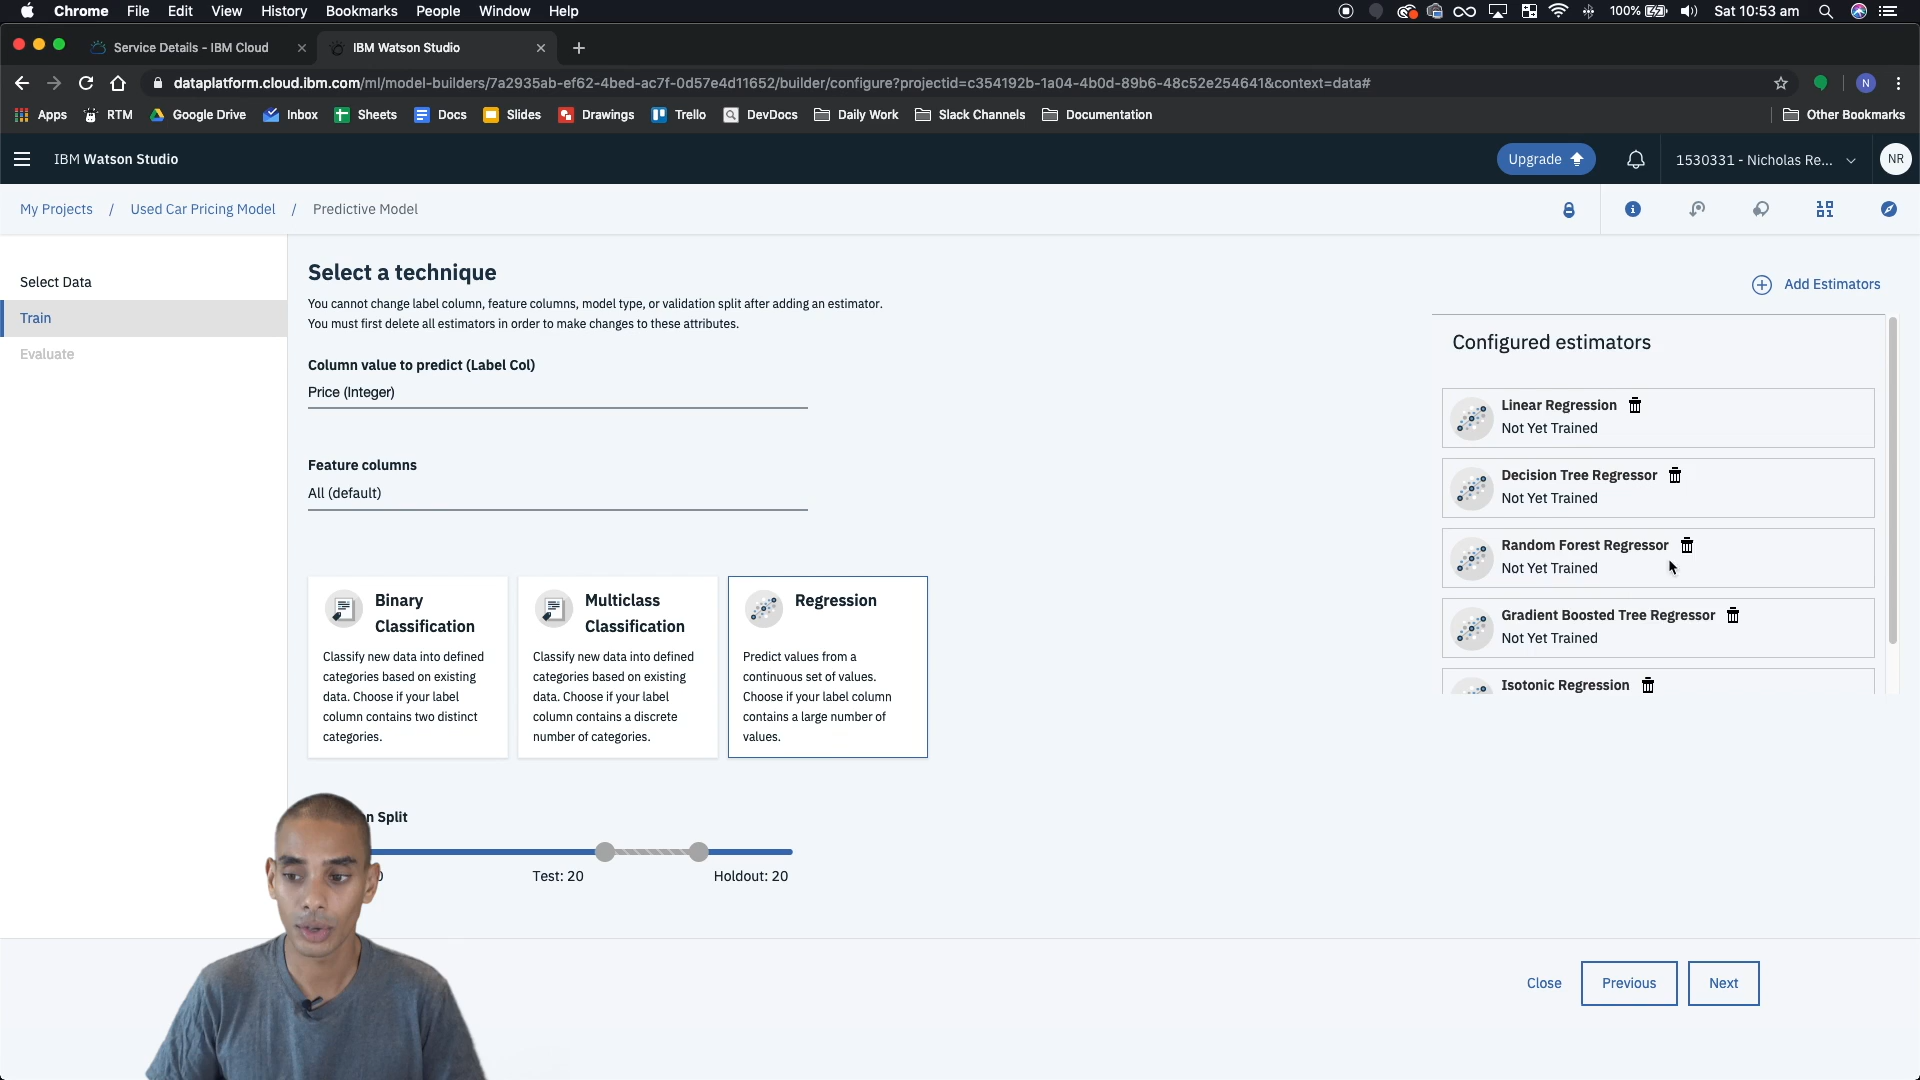 Chrome File Edit View History Bookmarks People Window Help 100% Sat 10:53 am
Service Details - IBM Cloud IBM Watson Studio
dataplatform.cloud.ibm.com/ml/model-builders/7a2935ab-ef62-4bed-ac7f-0d57e4d11652/builder/configure?projectid=c354192b-1a04-4b0d-89b6-48c52e254641&context=data# N
Apps RTM Google Drive Inbox Sheets Docs Slides Drawings Trello DevDocs Daily Work Slack Channels Documentation Other Bookmarks
IBM Watson Studio Upgrade 1530331 - Nicholas Re... NR
My Projects / Used Car Pricing Model / Predictive Model
Select Data
Train
Evaluate
Select a technique
You cannot change label column, feature columns, model type, or validation split after adding an estimator.
You must first delete all estimators in order to make changes to these attributes.
Column value to predict (Label Col)
Price (Integer)
Feature columns
All (default)
Binary
Classification
Classify new data into defined
categories based on existing
data. Choose if your label
column contains two distinct
categories.
Multiclass
Classification
Classify new data into defined
categories based on existing
data. Choose if your label
column contains a discrete
number of categories.
Regression
Predict values from a
continuous set of values.
Choose if your label column
contains a large number of
values.
n Split
Test: 20 Holdout: 20
Add Estimators
Configured estimators
Linear Regression
Not Yet Trained
Decision Tree Regressor
Not Yet Trained
Random Forest Regressor
Not Yet Trained
Gradient Boosted Tree Regressor
Not Yet Trained
Isotonic Regression
Close Previous Next